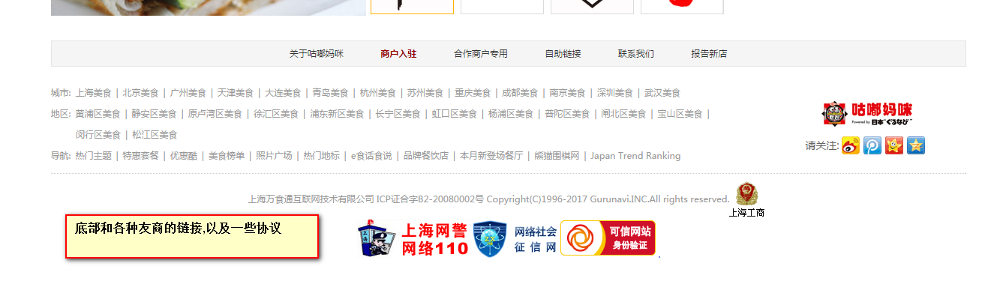 关于咕嘟妈咪 商户入驻 合作商户专用 自助链接 联系我们 报告新店
城市: 上海美食 | 北京美食 | 广州美食 | 天津美食 | 大连美食 | 青岛美食 | 杭州美食 | 苏州美食 | 重庆美食 | 成都美食 | 南京美食 | 深圳美食 | 武汉美食
地区: 黄浦区美食 | 静安区美食 | 原卢湾区美食 | 徐汇区美食 | 浦东新区美食 | 长宁区美食 | 虹口区美食 | 杨浦区美食 | 普陀区美食 | 闸北区美食 | 宝山区美食 |
闵行区美食 | 松江区美食
导航: 热门主题 | 特惠套餐 | 优惠酷 | 美食榜单 | 照片广场 | 热门地标 | e食话食说 | 品牌餐饮店 | 本月新登场餐厅 | 熊猫围棋网 | Japan Trend Ranking
咕嘟妈咪
Powered by 日本"ぐるなび"
请关注:
上海万食通互联网技术有限公司 ICP证合字B2-20080002号 Copyright(C)1996-2017 Gurunavi.INC.All rights reserved.
上海工商
底部和各种友商的链接,以及一些协议
上海
上海网警
网络110
网络社会
征信网
可信网站
身份验证